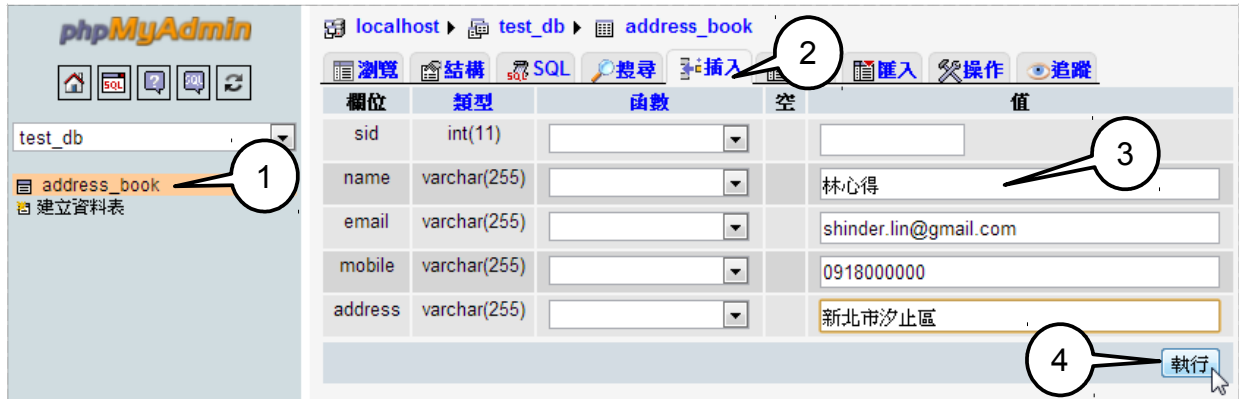 phpMyAdmin
SQL
SQL
test_db
address_book
建立資料表
1
localhost ▸ test_db ▸ address_book
瀏覽 結構 SQL 搜尋 插入 匯入 操作 追蹤
2
欄位 類型 函數 空 值
sid int(11)
name varchar(255) 林心得
3
email varchar(255) shinder.lin@gmail.com
mobile varchar(255) 0918000000
address varchar(255) 新北市汐止區
4
執行